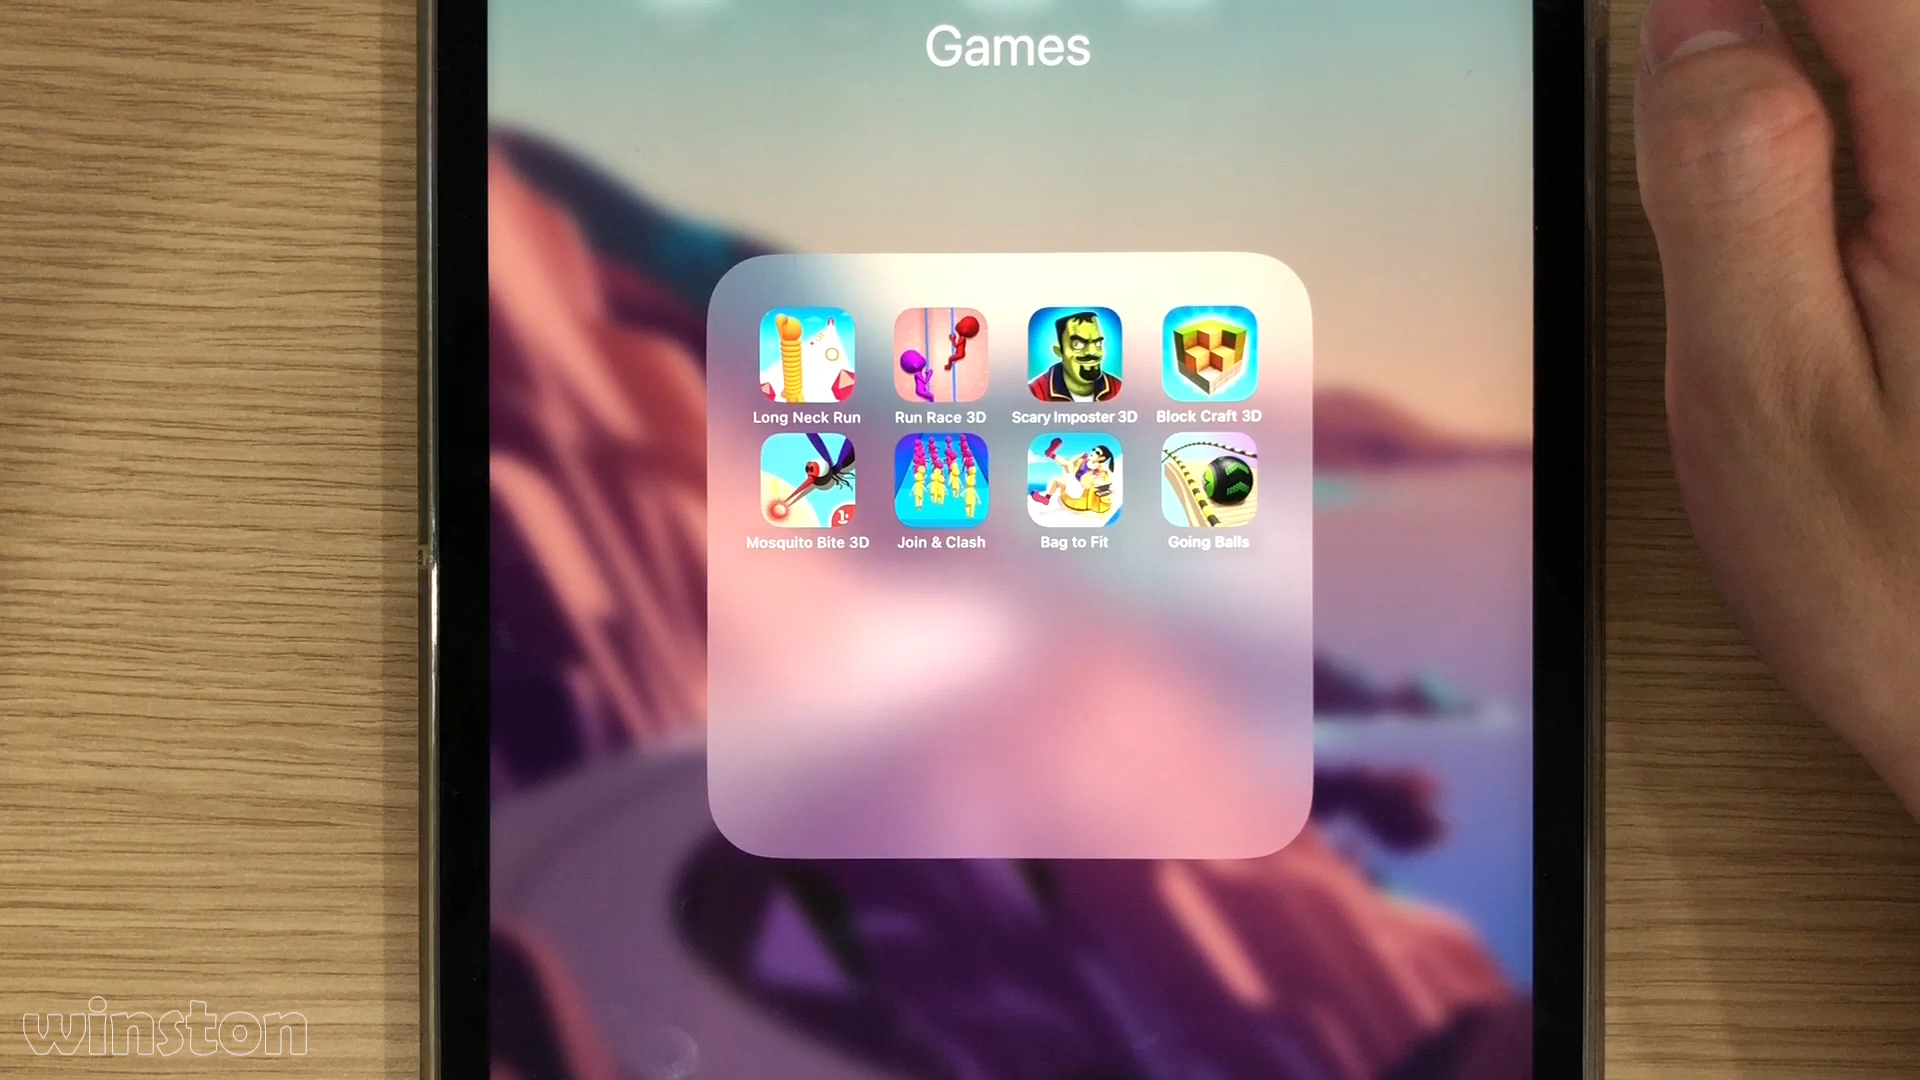 Games
Long Neck Run
Run Race 3D
Scary Imposter 3D
Block Craft 3D
Mosquito Bite 3D
Join & Clash
Bag to Fit
Going Balls
winston